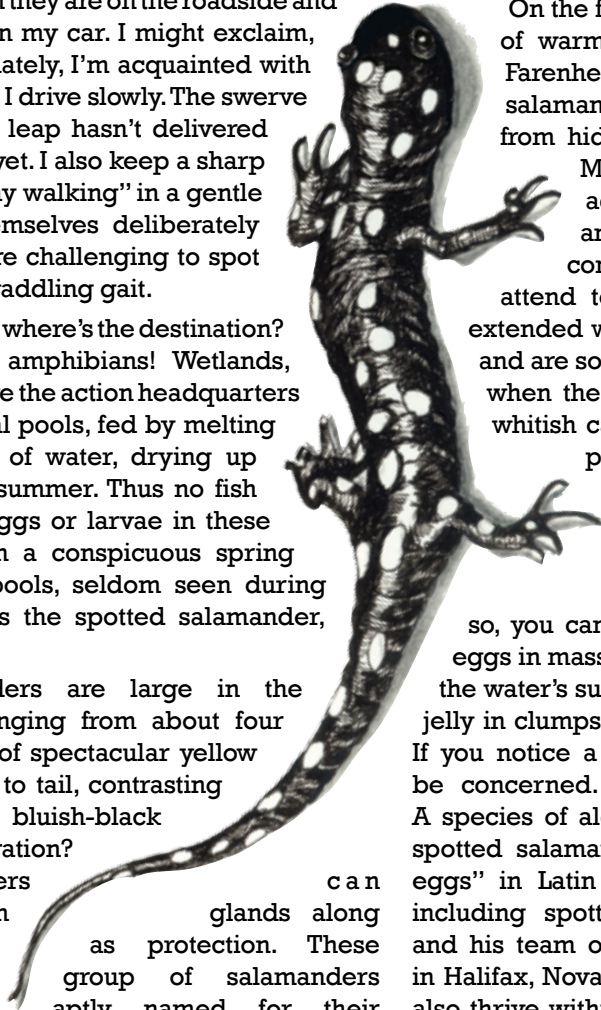 they are on the roadside and
n my car. I might exclaim,
ately, I'm acquainted with
I drive slowly. The swerve
leap hasn't delivered
yet. I also keep a sharp
y walking” in a gentle
mselves deliberately
re challenging to spot
addling gait.
where's the destination?
amphibians! Wetlands,
e the action headquarters
l pools, fed by melting
of water, drying up
summer. Thus no fish
ggs or larvae in these
n a conspicuous spring
pools, seldom seen during
s the spotted salamander,
ders are large in the
nging from about four
of spectacular yellow
to tail, contrasting
bluish-black
ration?
ers can
n glands along
as protection. These
group of salamanders
aptly named for their
On the f
of warm
Farenhe
salaman
from hid
M
a
ar
con
attend to
extended w
and are so
when the
whitish c
p
so, you can
eggs in mass
the water's su
jelly in clumps
If you notice a
be concerned.
A species of al
spotted salama
eggs” in Latin
including spott
and his team o
in Halifax, Nova
also thrive with